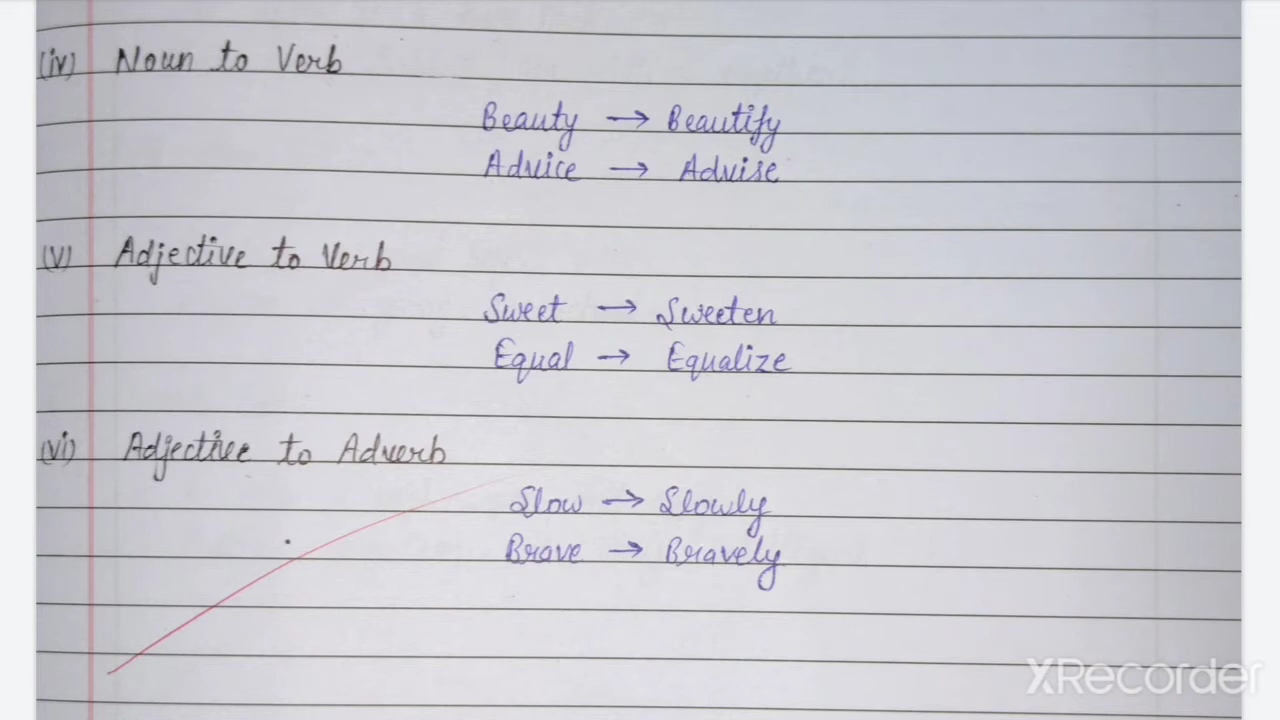 (iv) Noun to Verb
Beauty → Beautify
Advice → Advise
(v) Adjective to Verb
Sweet → Sweeten
Equal → Equalize
(vi) Adjective to Adverb
Slow → Slowly
Brave → Bravely
XRecorder